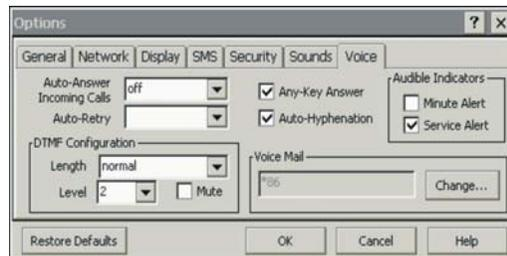 Options
General Network Display SMS Security Sounds Voice
Auto-Answer
Incoming Calls off
Auto-Retry
Any-Key Answer
Auto-Hyphenation
Audible Indicators
Minute Alert
Service Alert
DTMF Configuration
Length normal
Level 2 Mute
Voice Mail
*86 Change...
Restore Defaults OK Cancel Help